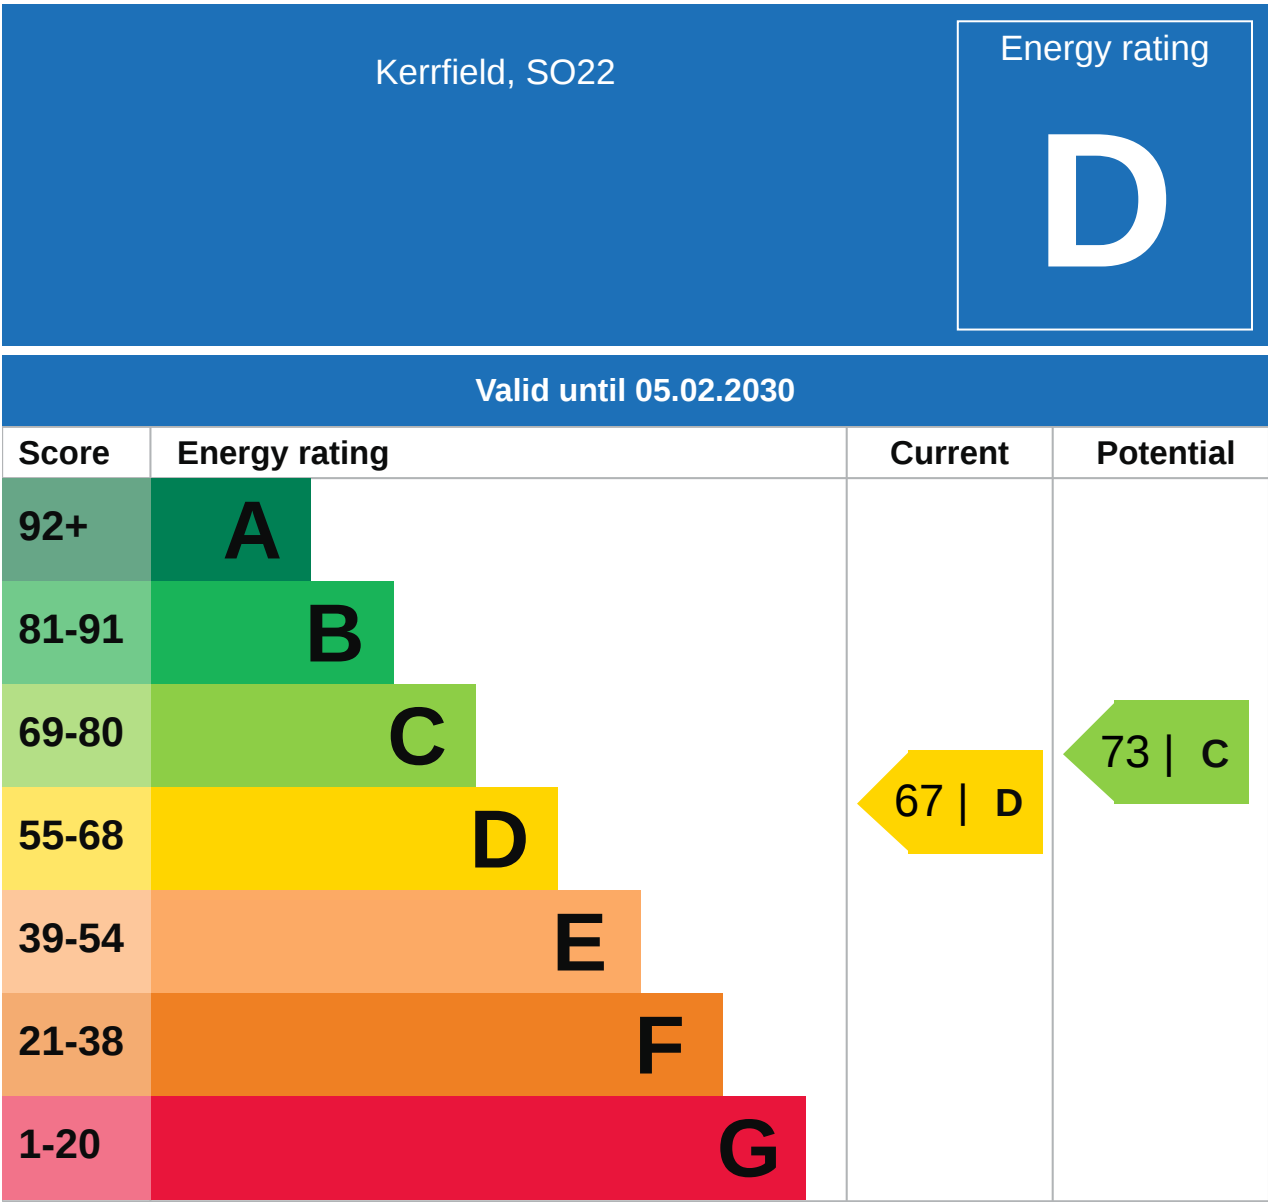 Kerrfield, SO22
Energy rating
D
Valid until 05.02.2030
Score Energy rating Current Potential
92+ A
81-91 B
69-80 C
73 | C
67 | D
55-68 D
39-54 E
21-38 F
1-20 G